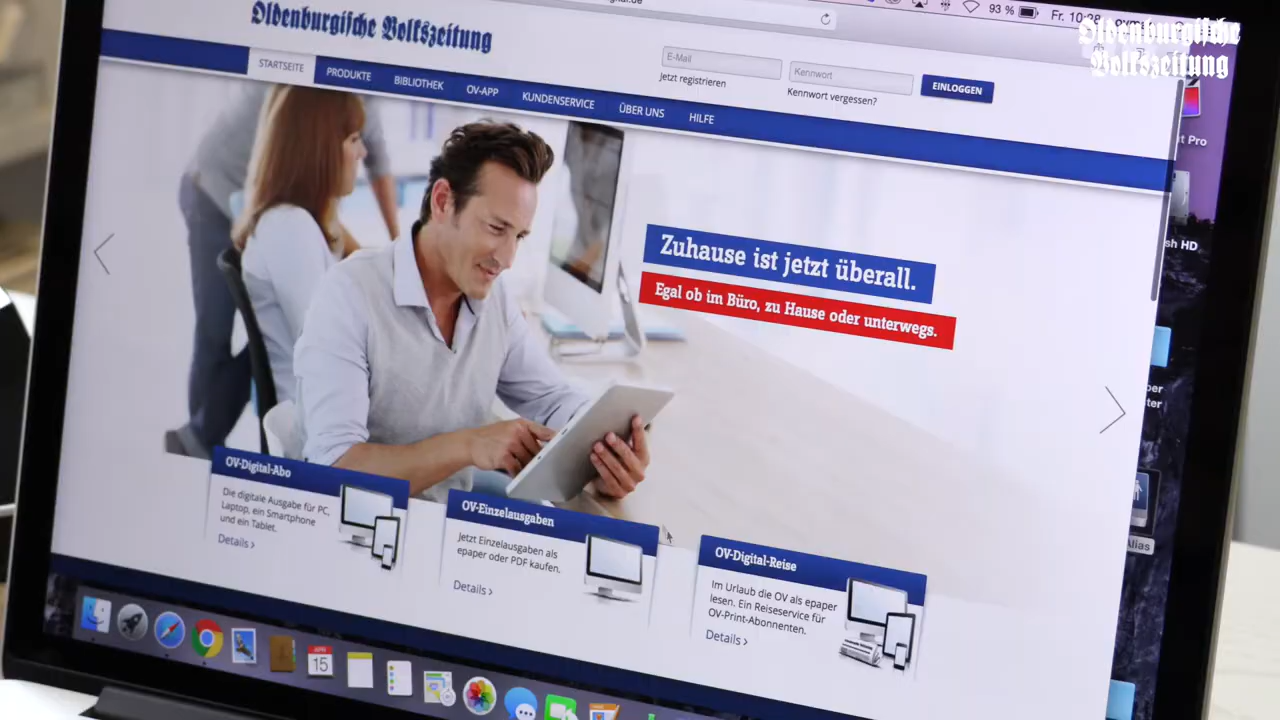 93 %
Fr. 10:28
Oldenburgische Volkszeitung
Oldenburgische
Volkszeitung
E-Mail
Kennwort
EINLOGGEN
Jetzt registrieren
Kennwort vergessen?
STARTSEITE
PRODUKTE
BIBLIOTHEK
OV-APP
KUNDENSERVICE
ÜBER UNS
HILFE
Zuhause ist jetzt überall.
Egal ob im Büro, zu Hause oder unterwegs.
OV-Digital-Abo
Die digitale Ausgabe für PC,
Laptop, ein Smartphone
und ein Tablet.
Details ›
OV-Einzelausgaben
Jetzt Einzelausgaben als
epaper oder PDF kaufen.
Details ›
OV-Digital-Reise
Im Urlaub die OV als epaper
lesen. Ein Reiseservice für
OV-Print-Abonnenten.
Details ›
Alias
15